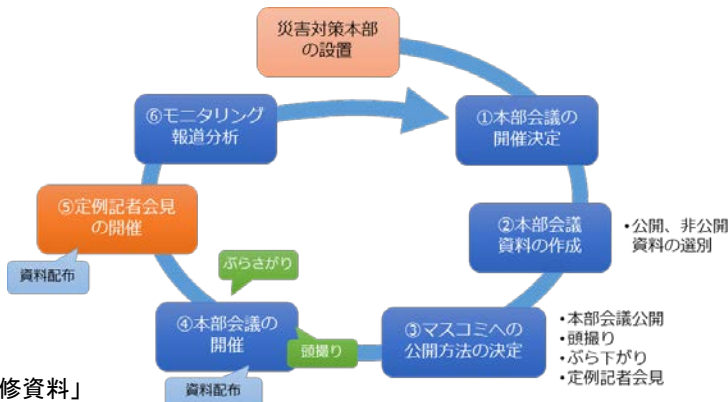 災害対策本部
の設置
①本部会議の
開催決定
②本部会議
資料の作成
•公開、非公開
資料の選別
③マスコミへの
公開方法の決定
•本部会議公開
•頭撮り
•ぶら下がり
•定例記者会見
④本部会議の
開催
頭撮り
ぶらさがり
資料配布
⑤定例記者会見
の開催
資料配布
⑥モニタリング
報道分析
修資料」